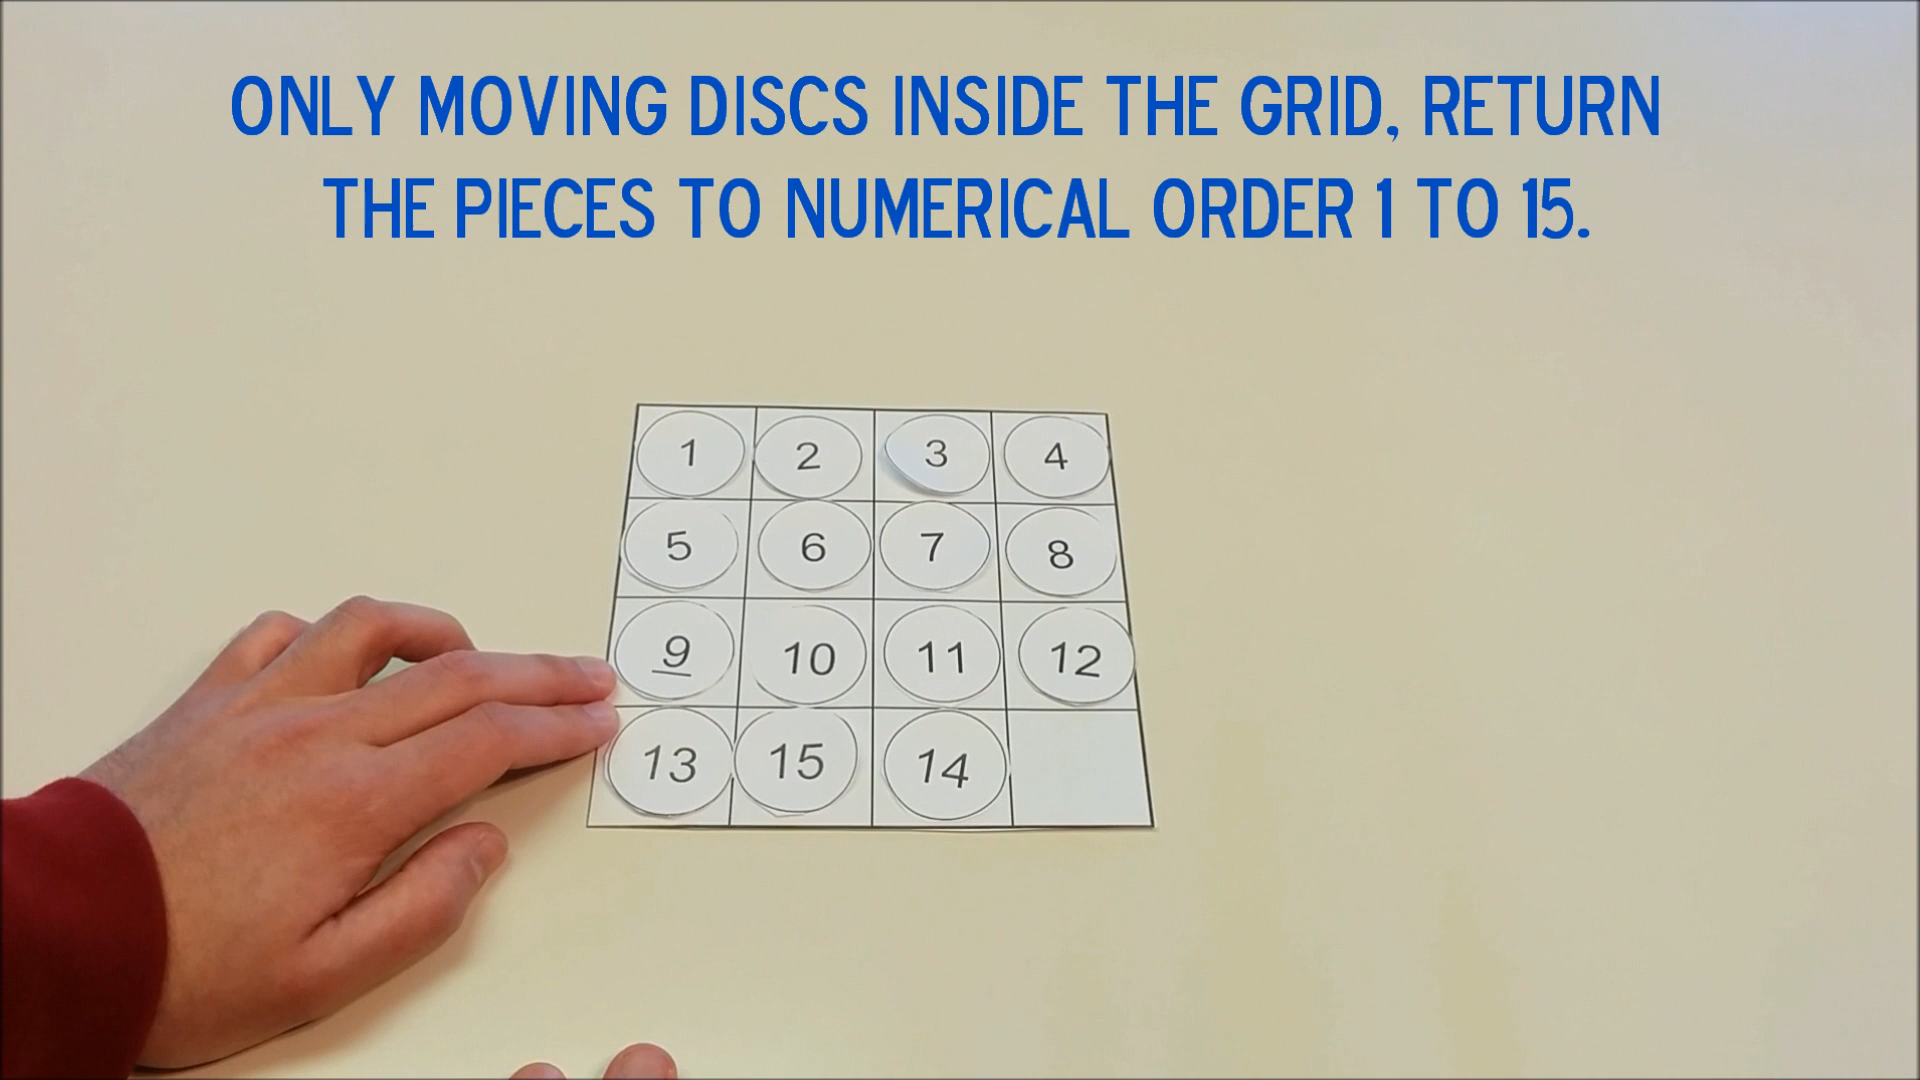 ONLY MOVING DISCS INSIDE THE GRID, RETURN
THE PIECES TO NUMERICAL ORDER 1 TO 15.
1 2 3 4
5 6 7 8
9 10 11 12
13 15 14